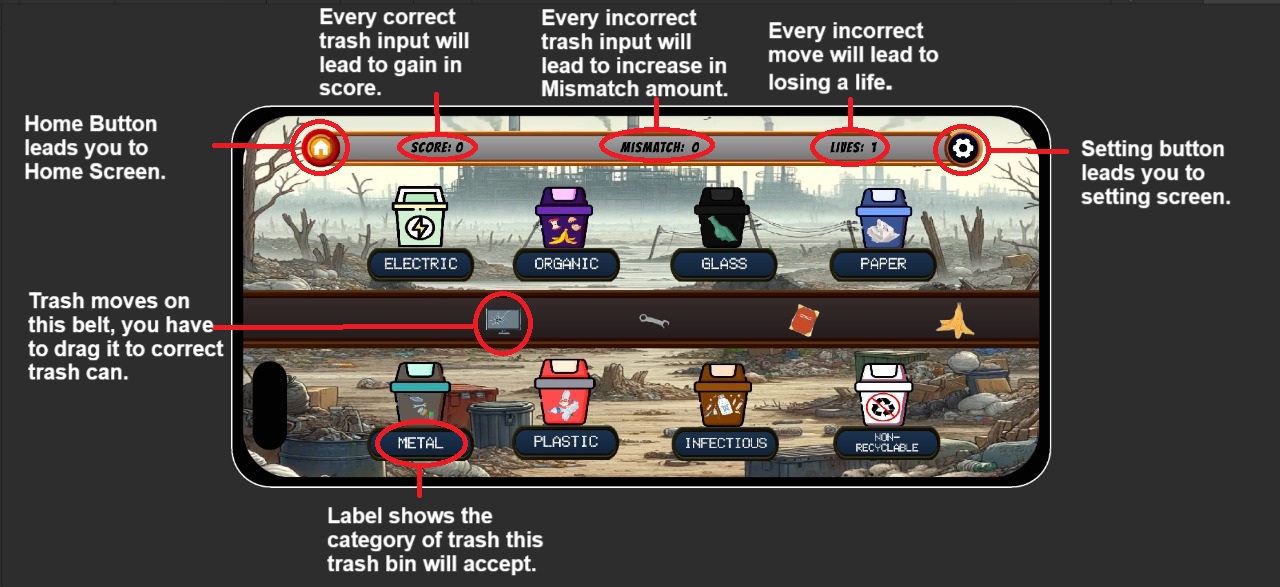 Every correct
trash input will
lead to gain in
score.
Every incorrect
trash input will
lead to increase in
Mismatch amount.
Every incorrect
move will lead to
losing a life.
Home Button
leads you to
Home Screen.
SCORE: 0
MISMATCH: 0
LIVES: 1
Setting button
leads you to
setting screen.
ELECTRIC
ORGANIC
GLASS
PAPER
Trash moves on
this belt, you have
to drag it to correct
trash can.
METAL
PLASTIC
INFECTIOUS
NON-
RECYCLABLE
Label shows the
category of trash this
trash bin will accept.